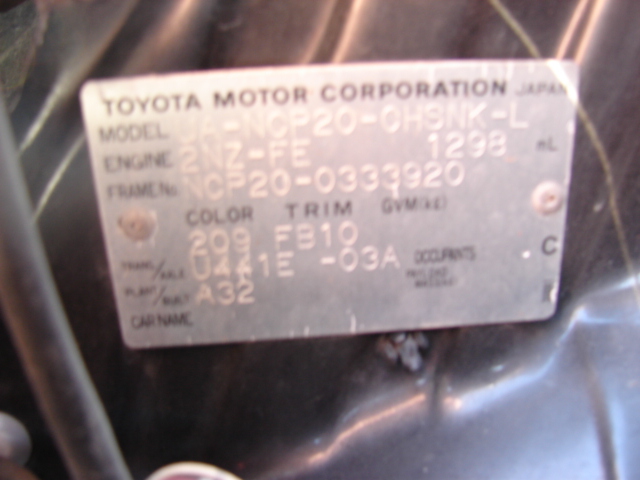 TOYOTA MOTOR CORPORATION JAPAN
MODEL UA-NCP20-CHSNK-L
ENGINE 2NZ-FE 1298 mL
FRAME No. NCP20-0333920
COLOR TRIM GVM(kg)
209 FB10
TRANS./AXLE U441E -03A OCCUPANTS C
PLANT/BUILT A32
CAR NAME